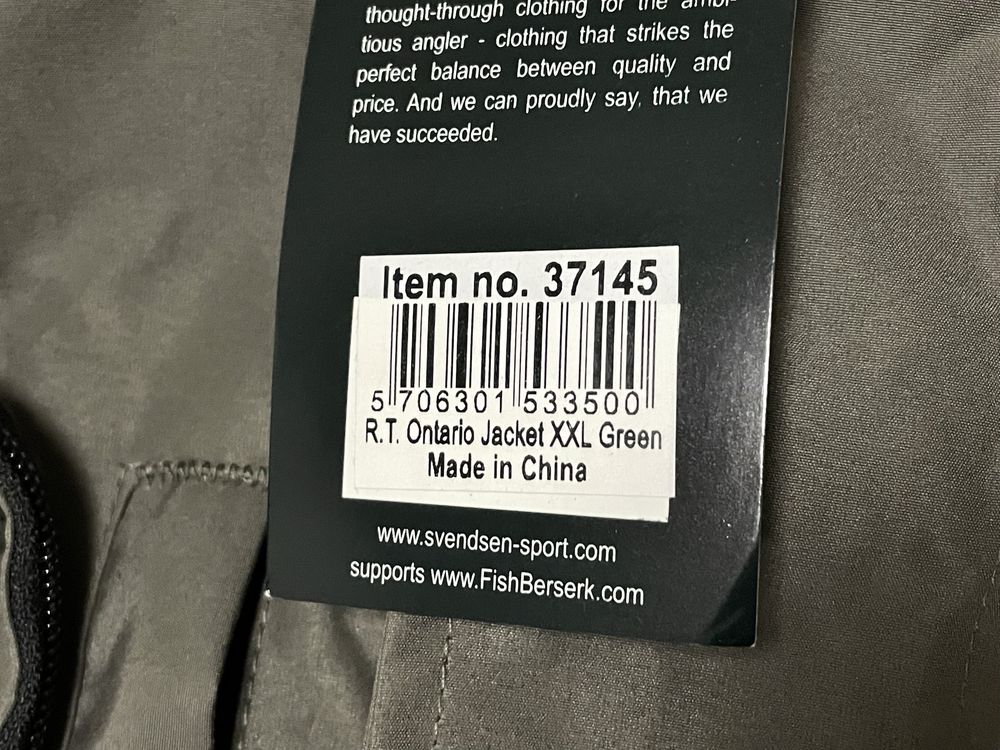 thought-through clothing for the ambi-
tious angler - clothing that strikes the
perfect balance between quality and
price. And we can proudly say, that we
have succeeded.
Item no. 37145
5 706301 533500
R.T. Ontario Jacket XXL Green
Made in China
www.svendsen-sport.com
supports www.FishBerserk.com